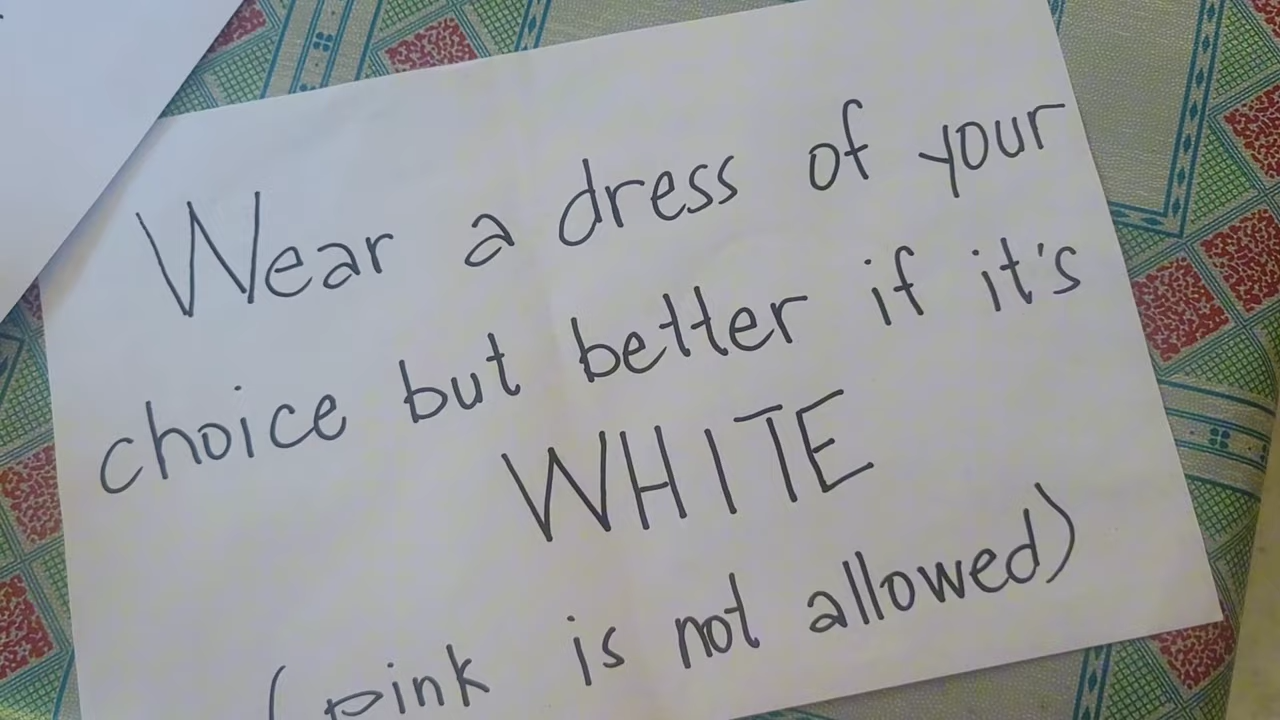 Wear a dress of your
choice but better if it's
WHITE
(pink is not allowed)